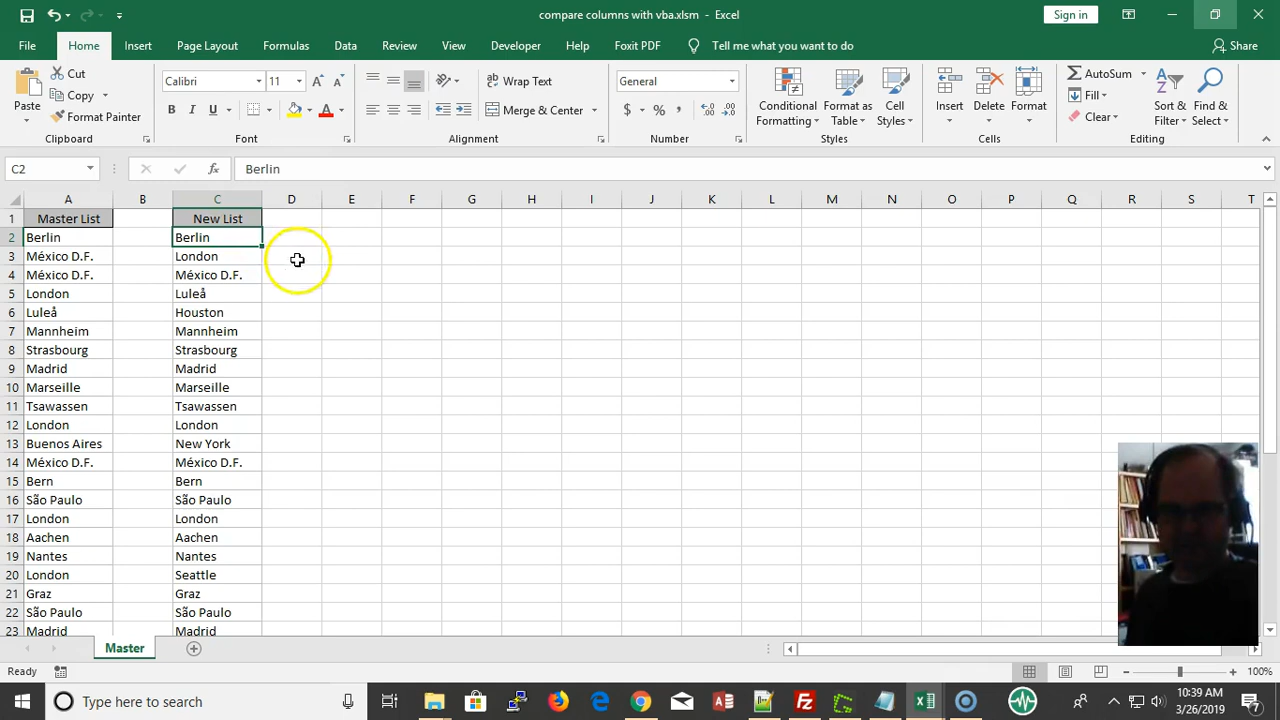 compare columns with vba.xlsm - Excel
Sign in
File Home Insert Page Layout Formulas Data Review View Developer Help Foxit PDF Tell me what you want to do Share
Paste
Cut
Copy
Format Painter
Clipboard
Calibri 11
B I U
Font
Wrap Text
Merge & Center
Alignment
General
$ % ,
Number
Conditional Formatting
Format as Table
Cell Styles
Styles
Insert
Delete
Format
Cells
AutoSum
Fill
Clear
Sort & Filter
Find & Select
Editing
C2 fx Berlin
A B C D E F G H I J K L M N O P Q R S T
1 Master List New List
2 Berlin Berlin
3 México D.F. London
4 México D.F. México D.F.
5 London Luleå
6 Luleå Houston
7 Mannheim Mannheim
8 Strasbourg Strasbourg
9 Madrid Madrid
10 Marseille Marseille
11 Tsawassen Tsawassen
12 London London
13 Buenos Aires New York
14 México D.F. México D.F.
15 Bern Bern
16 São Paulo São Paulo
17 London London
18 Aachen Aachen
19 Nantes Nantes
20 London Seattle
21 Graz Graz
22 São Paulo São Paulo
23 Madrid Madrid
Master
Ready
100%
Type here to search
10:39 AM
3/26/2019
7